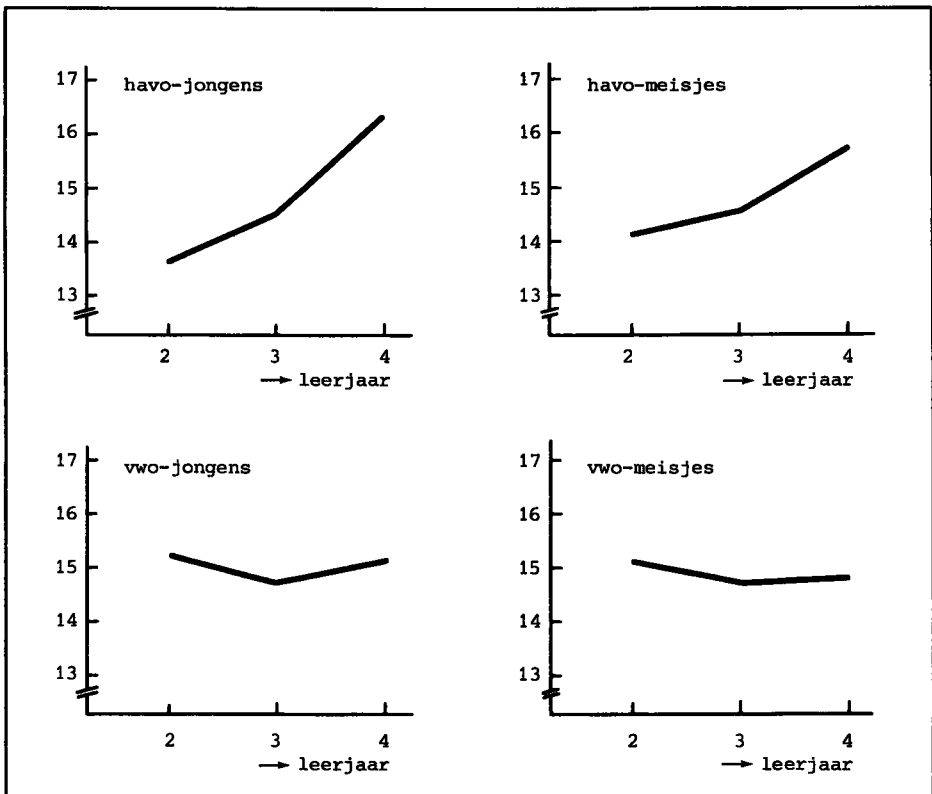 havo-jongens
17
16
15
14
13
2 3 4
→ leerjaar
havo-meisjes
17
16
15
14
13
2 3 4
→ leerjaar
vwo-jongens
17
16
15
14
13
2 3 4
→ leerjaar
vwo-meisjes
17
16
15
14
13
2 3 4
→ leerjaar